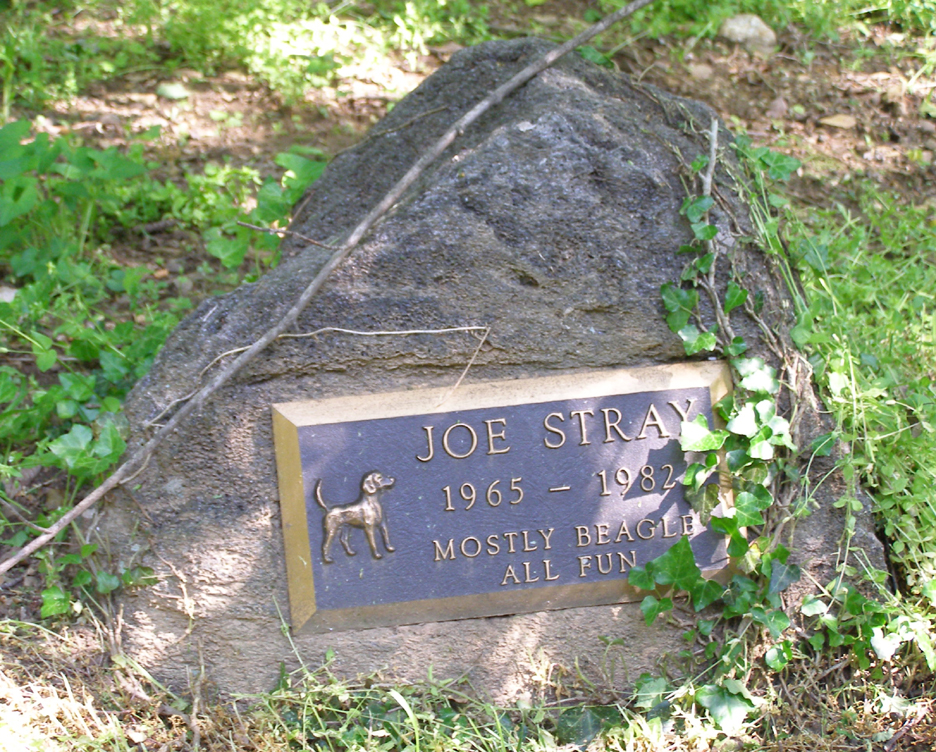 JOE STRAY
1965 – 1982
MOSTLY BEAGLE
ALL FUN